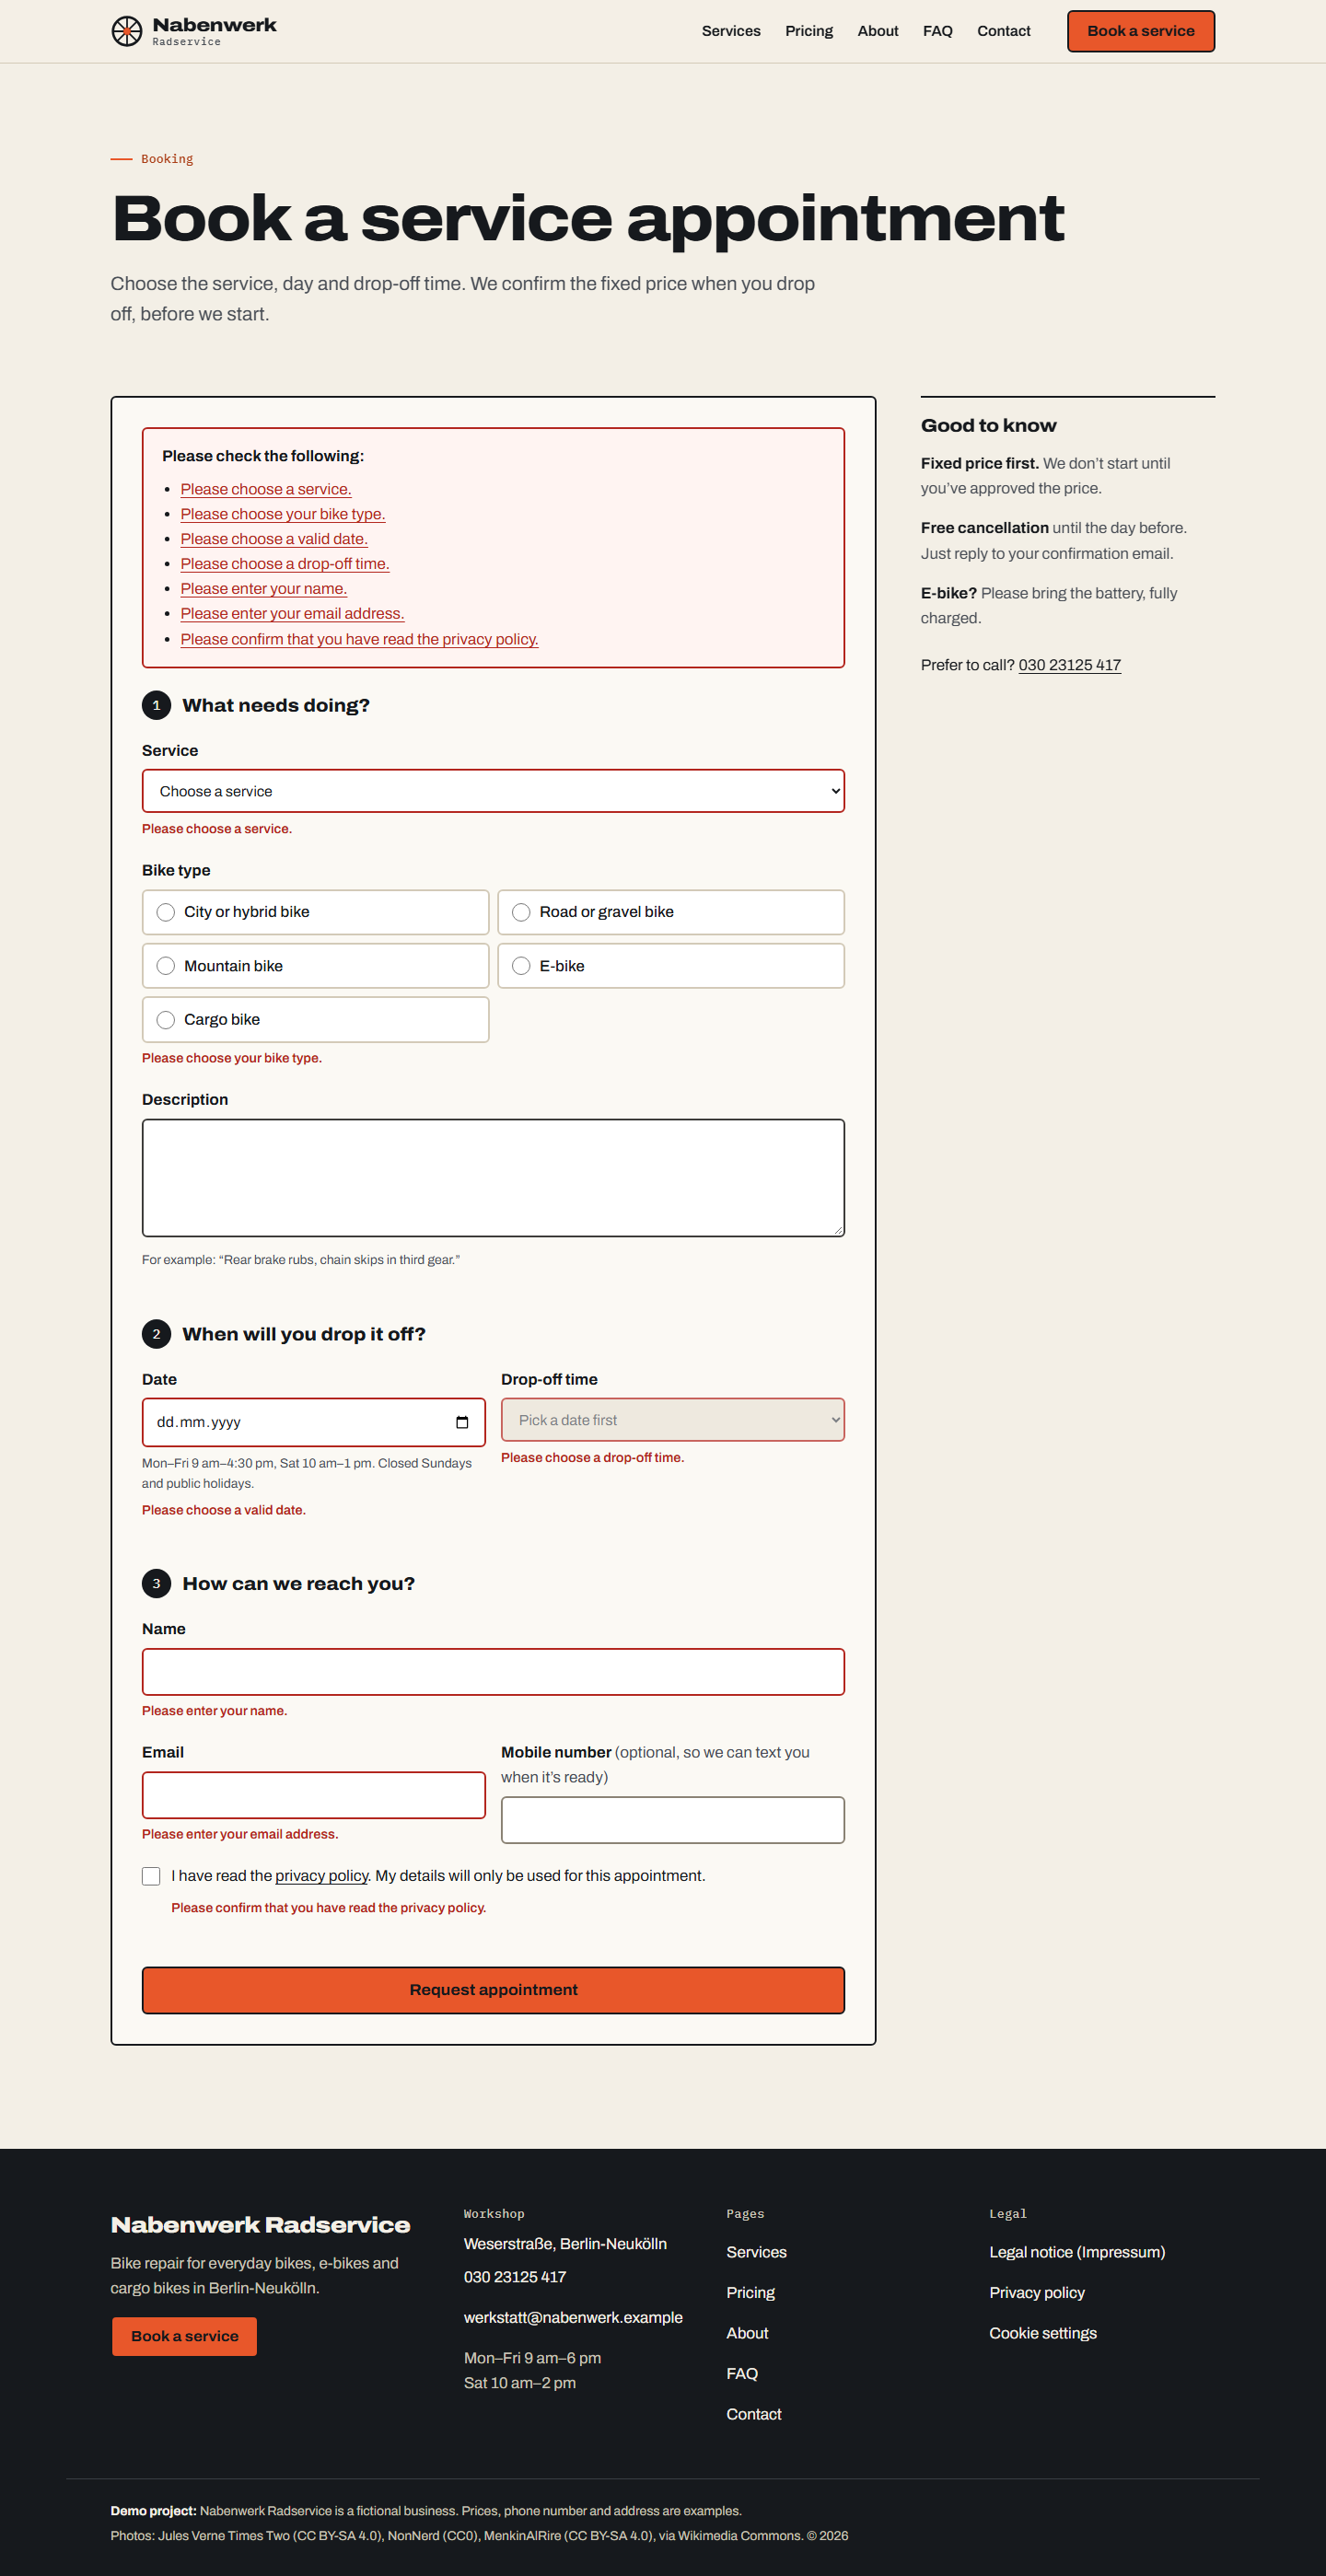 Nabenwerk
Radservice
Services
Pricing
About
FAQ
Contact
Book a service
Booking
Book a service appointment
Choose the service, day and drop-off time. We confirm the fixed price when you drop
off, before we start.
Please check the following:
Please choose a service.
Please choose your bike type.
Please choose a valid date.
Please choose a drop-off time.
Please enter your name.
Please enter your email address.
Please confirm that you have read the privacy policy.
1 What needs doing?
Service
Choose a service
Please choose a service.
Bike type
City or hybrid bike
Road or gravel bike
Mountain bike
E-bike
Cargo bike
Please choose your bike type.
Description
For example: “Rear brake rubs, chain skips in third gear.”
2 When will you drop it off?
Date
dd.mm.yyyy
Mon–Fri 9 am–4:30 pm, Sat 10 am–1 pm. Closed Sundays
and public holidays.
Please choose a valid date.
Drop-off time
Pick a date first
Please choose a drop-off time.
3 How can we reach you?
Name
Please enter your name.
Email
Please enter your email address.
Mobile number (optional, so we can text you
when it’s ready)
I have read the privacy policy. My details will only be used for this appointment.
Please confirm that you have read the privacy policy.
Request appointment
Good to know
Fixed price first. We don’t start until
you’ve approved the price.
Free cancellation until the day before.
Just reply to your confirmation email.
E-bike? Please bring the battery, fully
charged.
Prefer to call? 030 23125 417
Nabenwerk Radservice
Bike repair for everyday bikes, e-bikes and
cargo bikes in Berlin-Neukölln.
Book a service
Workshop
Weserstraße, Berlin-Neukölln
030 23125 417
werkstatt@nabenwerk.example
Mon–Fri 9 am–6 pm
Sat 10 am–2 pm
Pages
Services
Pricing
About
FAQ
Contact
Legal
Legal notice (Impressum)
Privacy policy
Cookie settings
Demo project: Nabenwerk Radservice is a fictional business. Prices, phone number and address are examples.
Photos: Jules Verne Times Two (CC BY-SA 4.0), NonNerd (CC0), MenkinAlRire (CC BY-SA 4.0), via Wikimedia Commons. © 2026